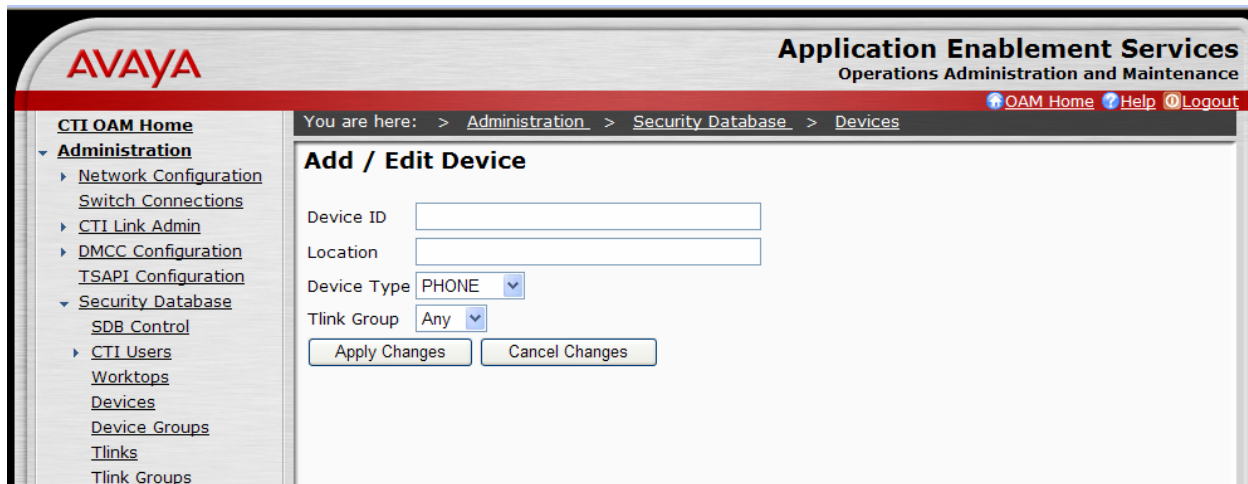 AVAYA
Application Enablement Services
Operations Administration and Maintenance
OAM Home Help Logout
CTI OAM Home
Administration
Network Configuration
Switch Connections
CTI Link Admin
DMCC Configuration
TSAPI Configuration
Security Database
SDB Control
CTI Users
Worktops
Devices
Device Groups
Tlinks
Tlink Groups
You are here: > Administration > Security Database > Devices
Add / Edit Device
Device ID
Location
Device Type PHONE
Tlink Group Any
Apply Changes Cancel Changes